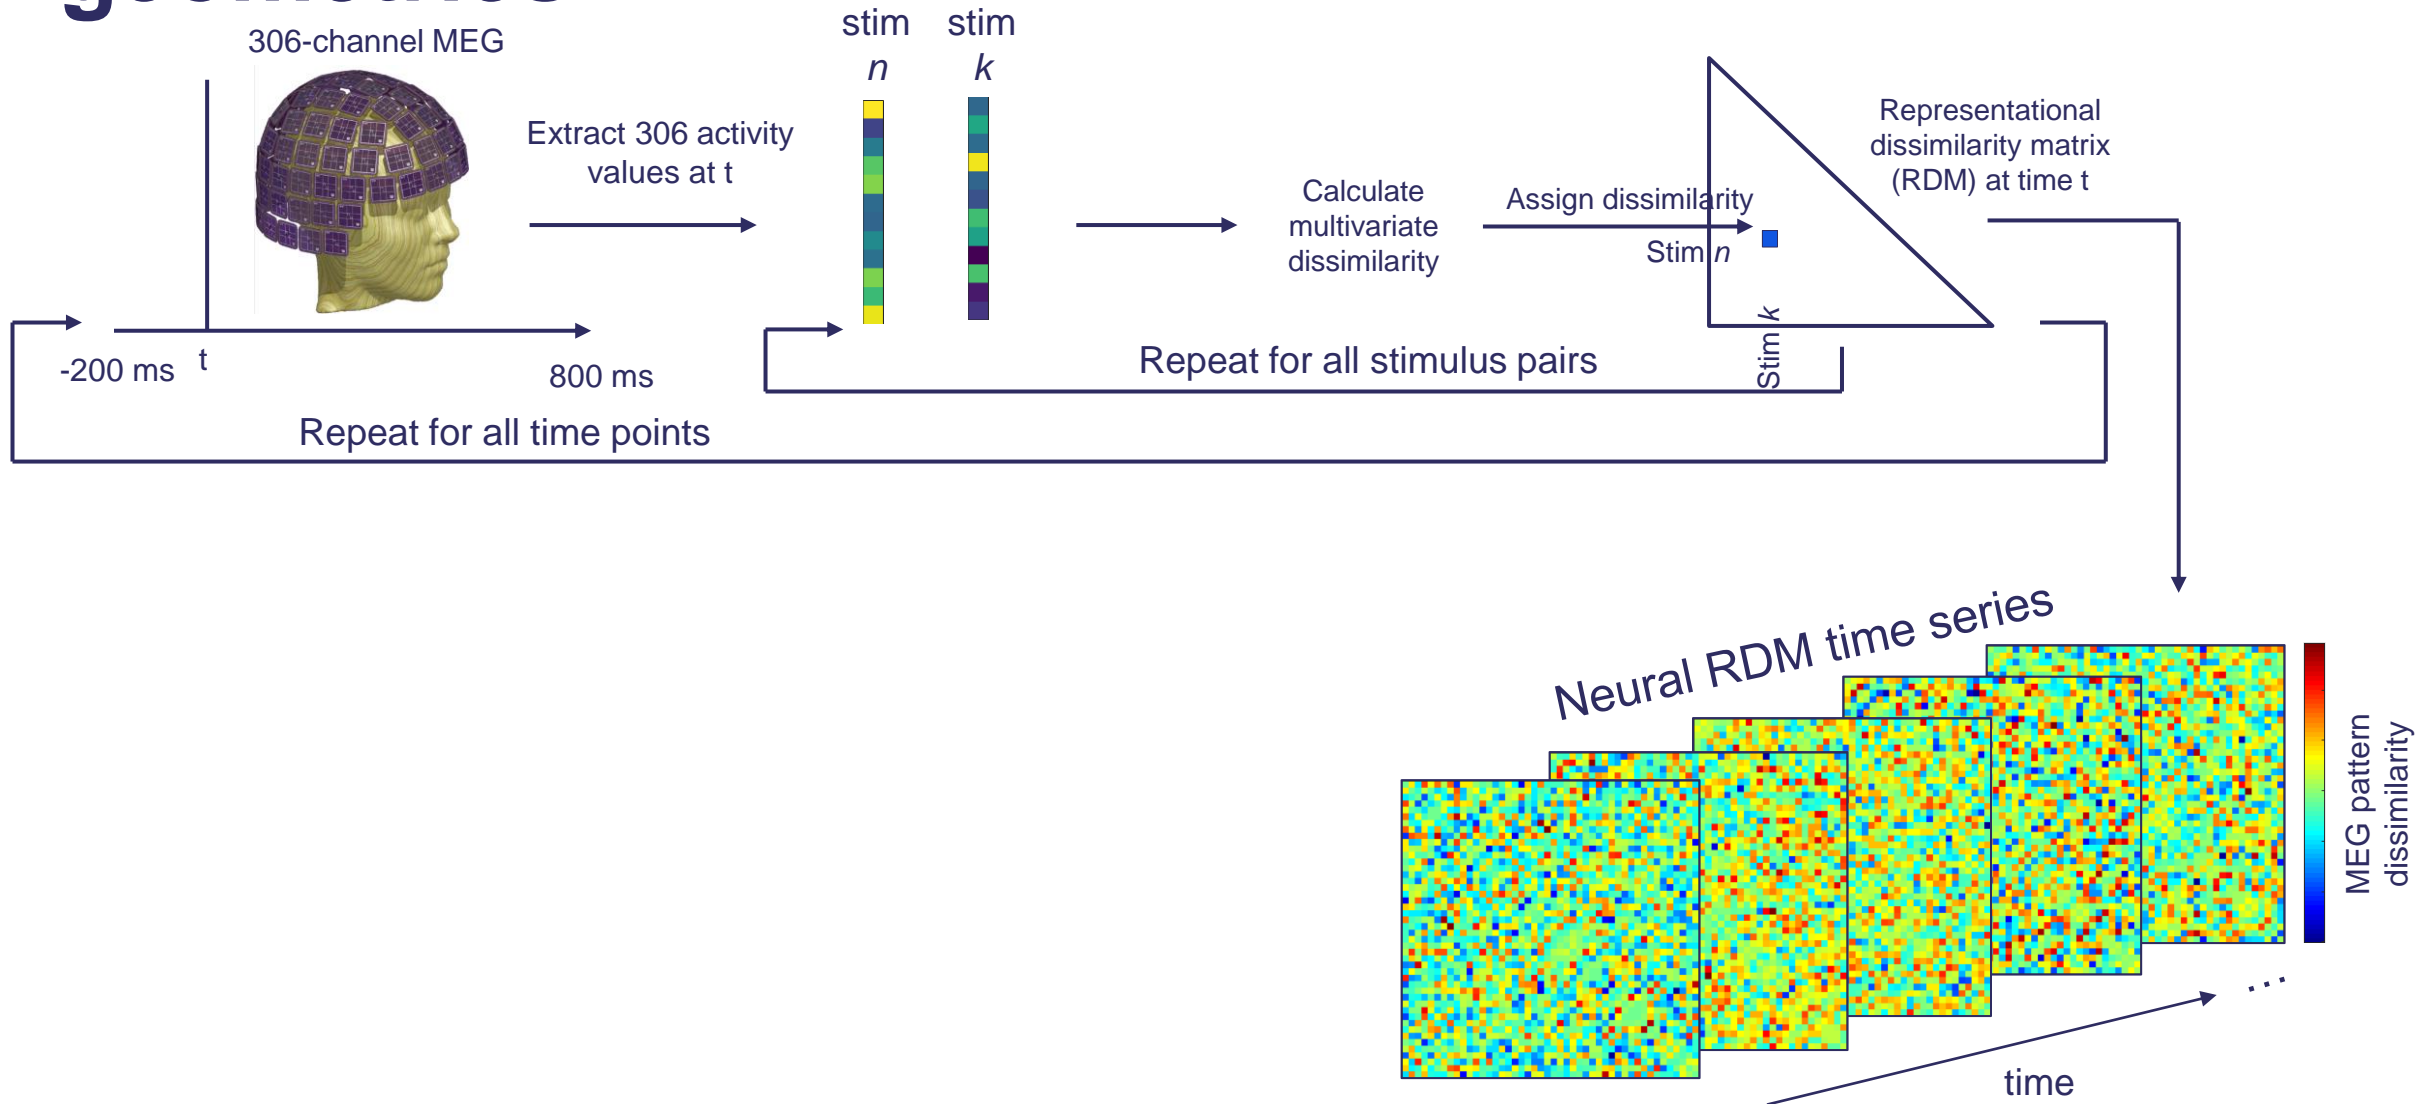 geometries
306-channel MEG
-200 ms
t
800 ms
Extract 306 activity
values at t
stim
n
stim
k
Calculate
multivariate
dissimilarity
Assign dissimilarity
Stim n
Stim k
Representational
dissimilarity matrix
(RDM) at time t
Repeat for all stimulus pairs
Repeat for all time points
Neural RDM time series
MEG pattern
dissimilarity
...
time